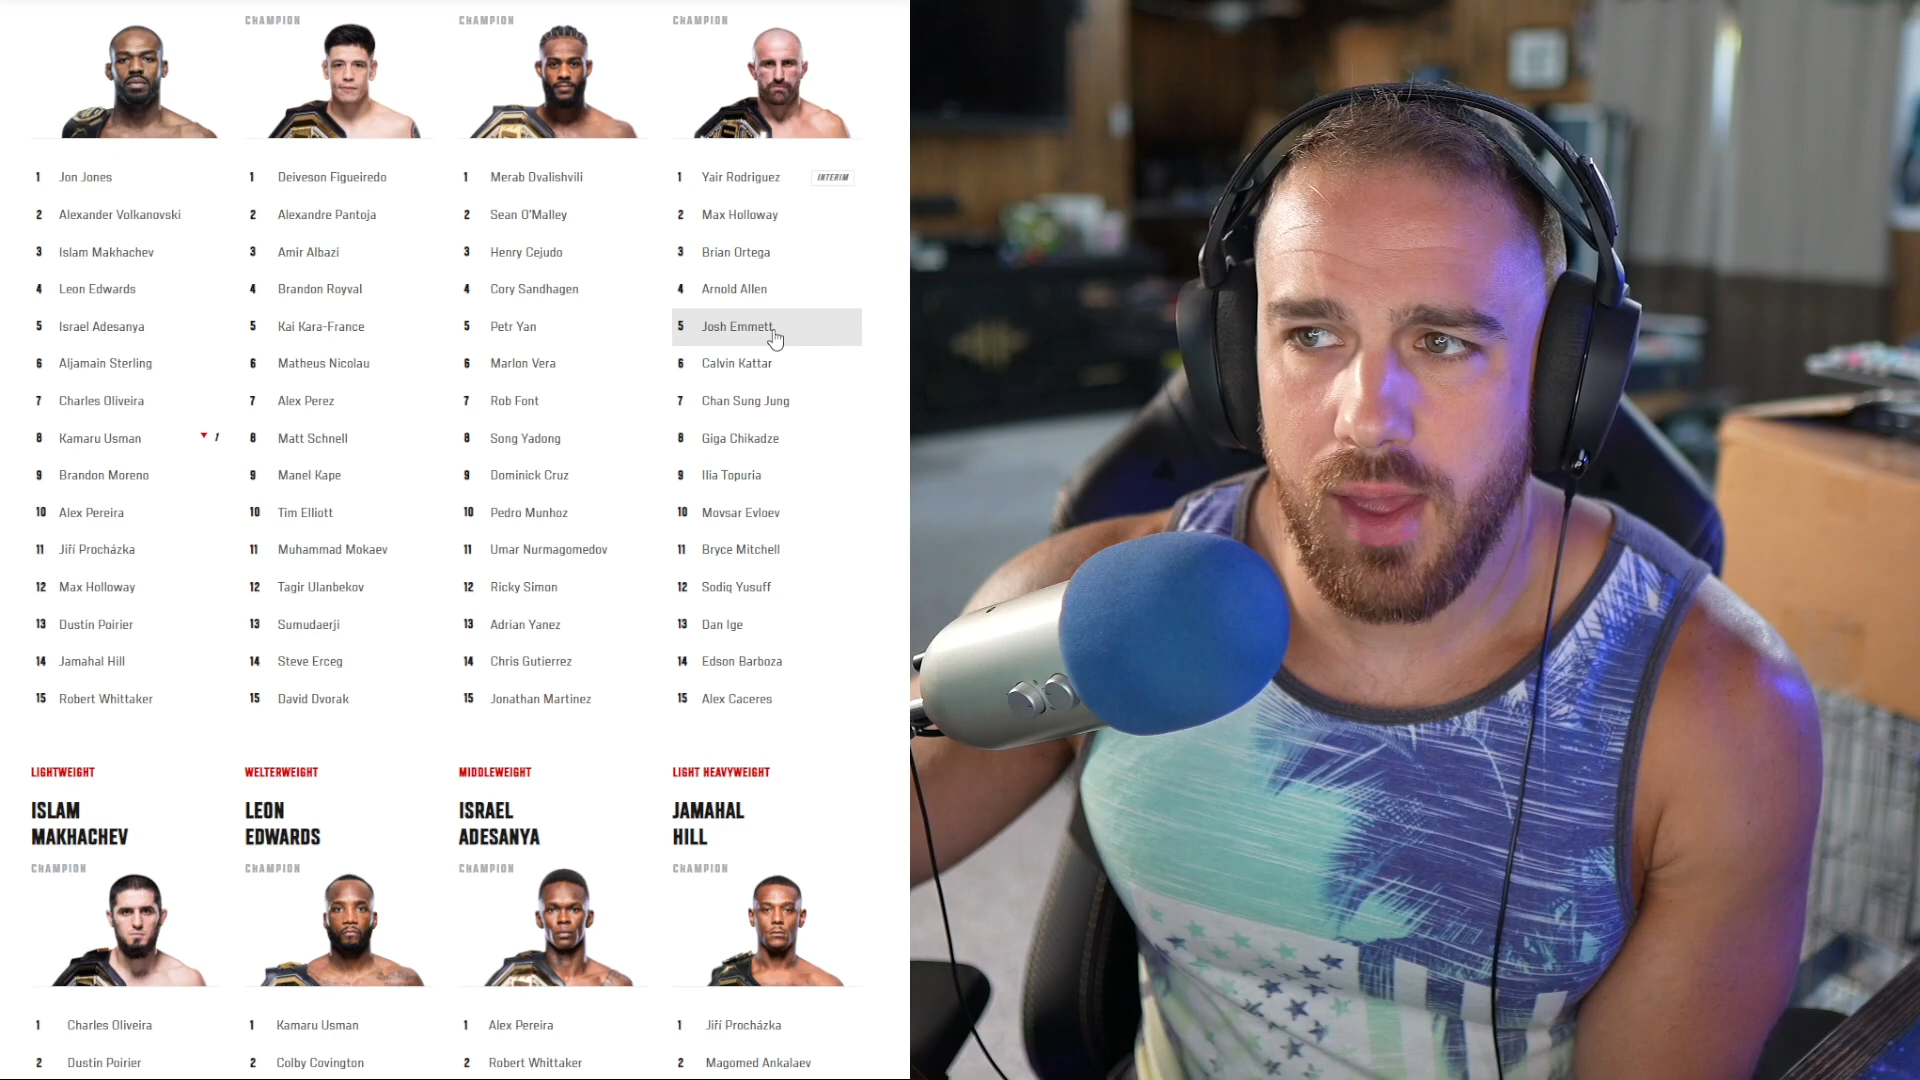 CHAMPION
CHAMPION
CHAMPION
1 Jon Jones
2 Alexander Volkanovski
3 Islam Makhachev
4 Leon Edwards
5 Israel Adesanya
6 Aljamain Sterling
7 Charles Oliveira
8 Kamaru Usman 1
9 Brandon Moreno
10 Alex Pereira
11 Jiří Procházka
12 Max Holloway
13 Dustin Poirier
14 Jamahal Hill
15 Robert Whittaker
1 Deiveson Figueiredo
2 Alexandre Pantoja
3 Amir Albazi
4 Brandon Royval
5 Kai Kara-France
6 Matheus Nicolau
7 Alex Perez
8 Matt Schnell
9 Manel Kape
10 Tim Elliott
11 Muhammad Mokaev
12 Tagir Ulanbekov
13 Sumudaerji
14 Steve Erceg
15 David Dvorak
1 Merab Dvalishvili
2 Sean O'Malley
3 Henry Cejudo
4 Cory Sandhagen
5 Petr Yan
6 Marlon Vera
7 Rob Font
8 Song Yadong
9 Dominick Cruz
10 Pedro Munhoz
11 Umar Nurmagomedov
12 Ricky Simon
13 Adrian Yanez
14 Chris Gutierrez
15 Jonathan Martinez
1 Yair Rodriguez INTERIM
2 Max Holloway
3 Brian Ortega
4 Arnold Allen
5 Josh Emmett
6 Calvin Kattar
7 Chan Sung Jung
8 Giga Chikadze
9 Ilia Topuria
10 Movsar Evloev
11 Bryce Mitchell
12 Sodiq Yusuff
13 Dan Ige
14 Edson Barboza
15 Alex Caceres
LIGHTWEIGHT
ISLAM
MAKHACHEV
CHAMPION
1 Charles Oliveira
2 Dustin Poirier
WELTERWEIGHT
LEON
EDWARDS
CHAMPION
1 Kamaru Usman
2 Colby Covington
MIDDLEWEIGHT
ISRAEL
ADESANYA
CHAMPION
1 Alex Pereira
2 Robert Whittaker
LIGHT HEAVYWEIGHT
JAMAHAL
HILL
CHAMPION
1 Jiří Procházka
2 Magomed Ankalaev